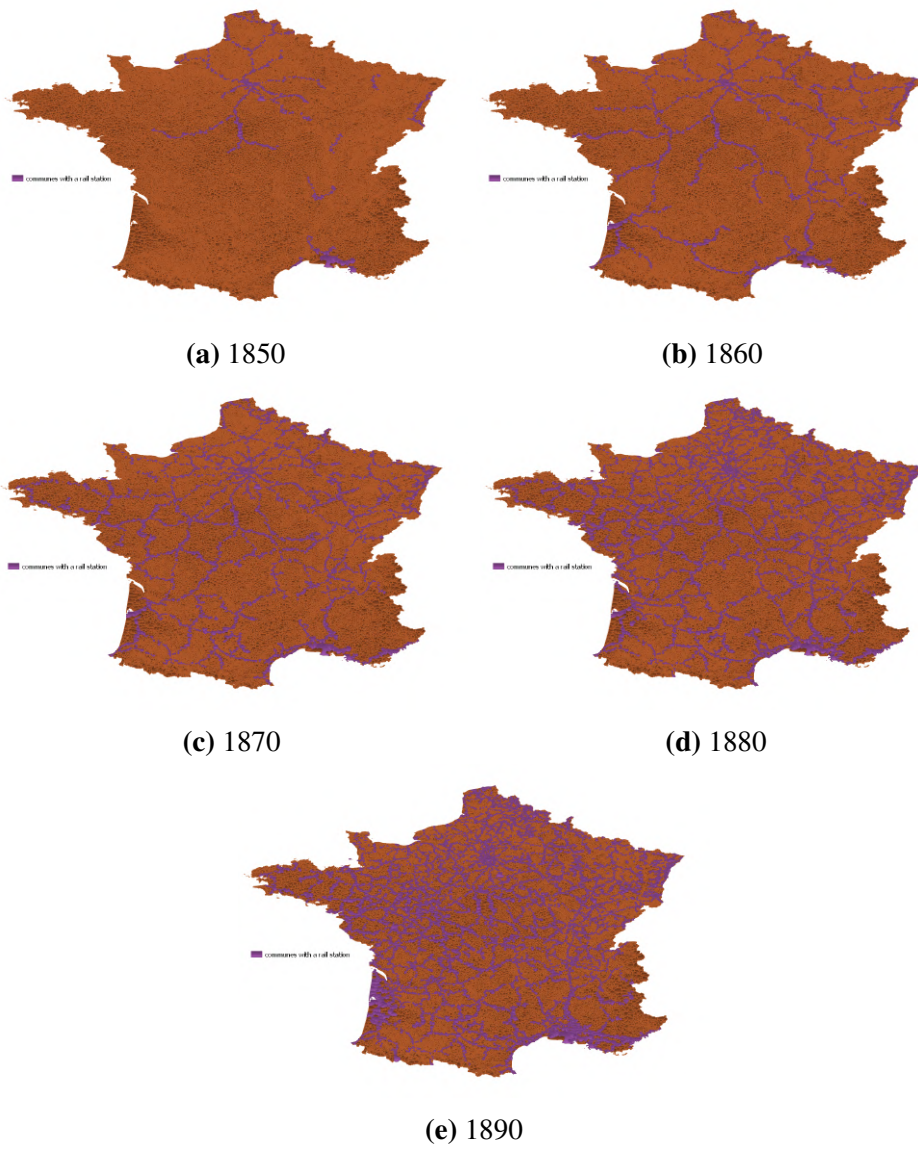 communes with a rail station
communes with a rail station
(a) 1850
(b) 1860
communes with a rail station
communes with a rail station
(c) 1870
(d) 1880
communes with a rail station
(e) 1890